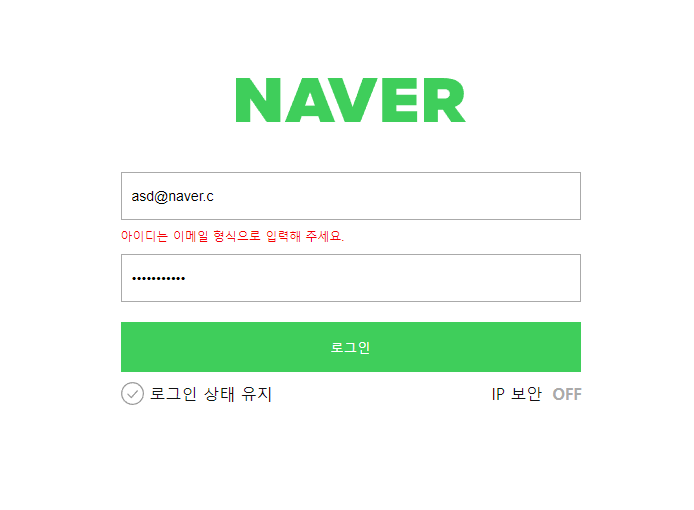 NAVER
asd@naver.c
아이디는 이메일 형식으로 입력해 주세요.
•••••••••••
로그인
로그인 상태 유지
IP 보안 OFF